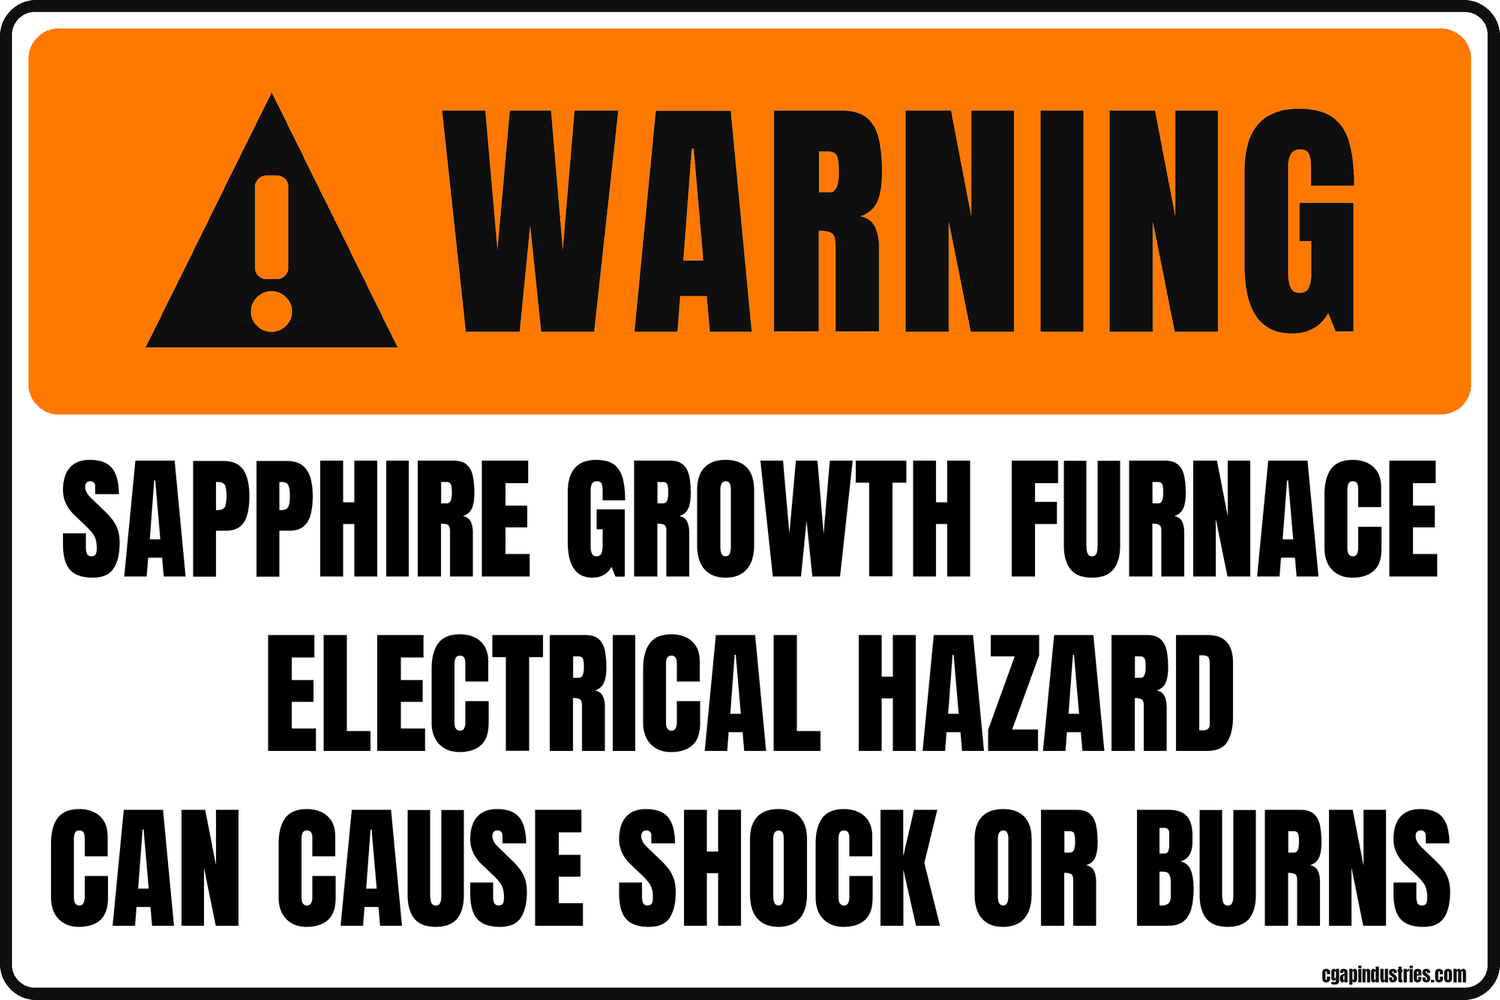 WARNING
SAPPHIRE GROWTH FURNACE
ELECTRICAL HAZARD
CAN CAUSE SHOCK OR BURNS
cgapindustries.com